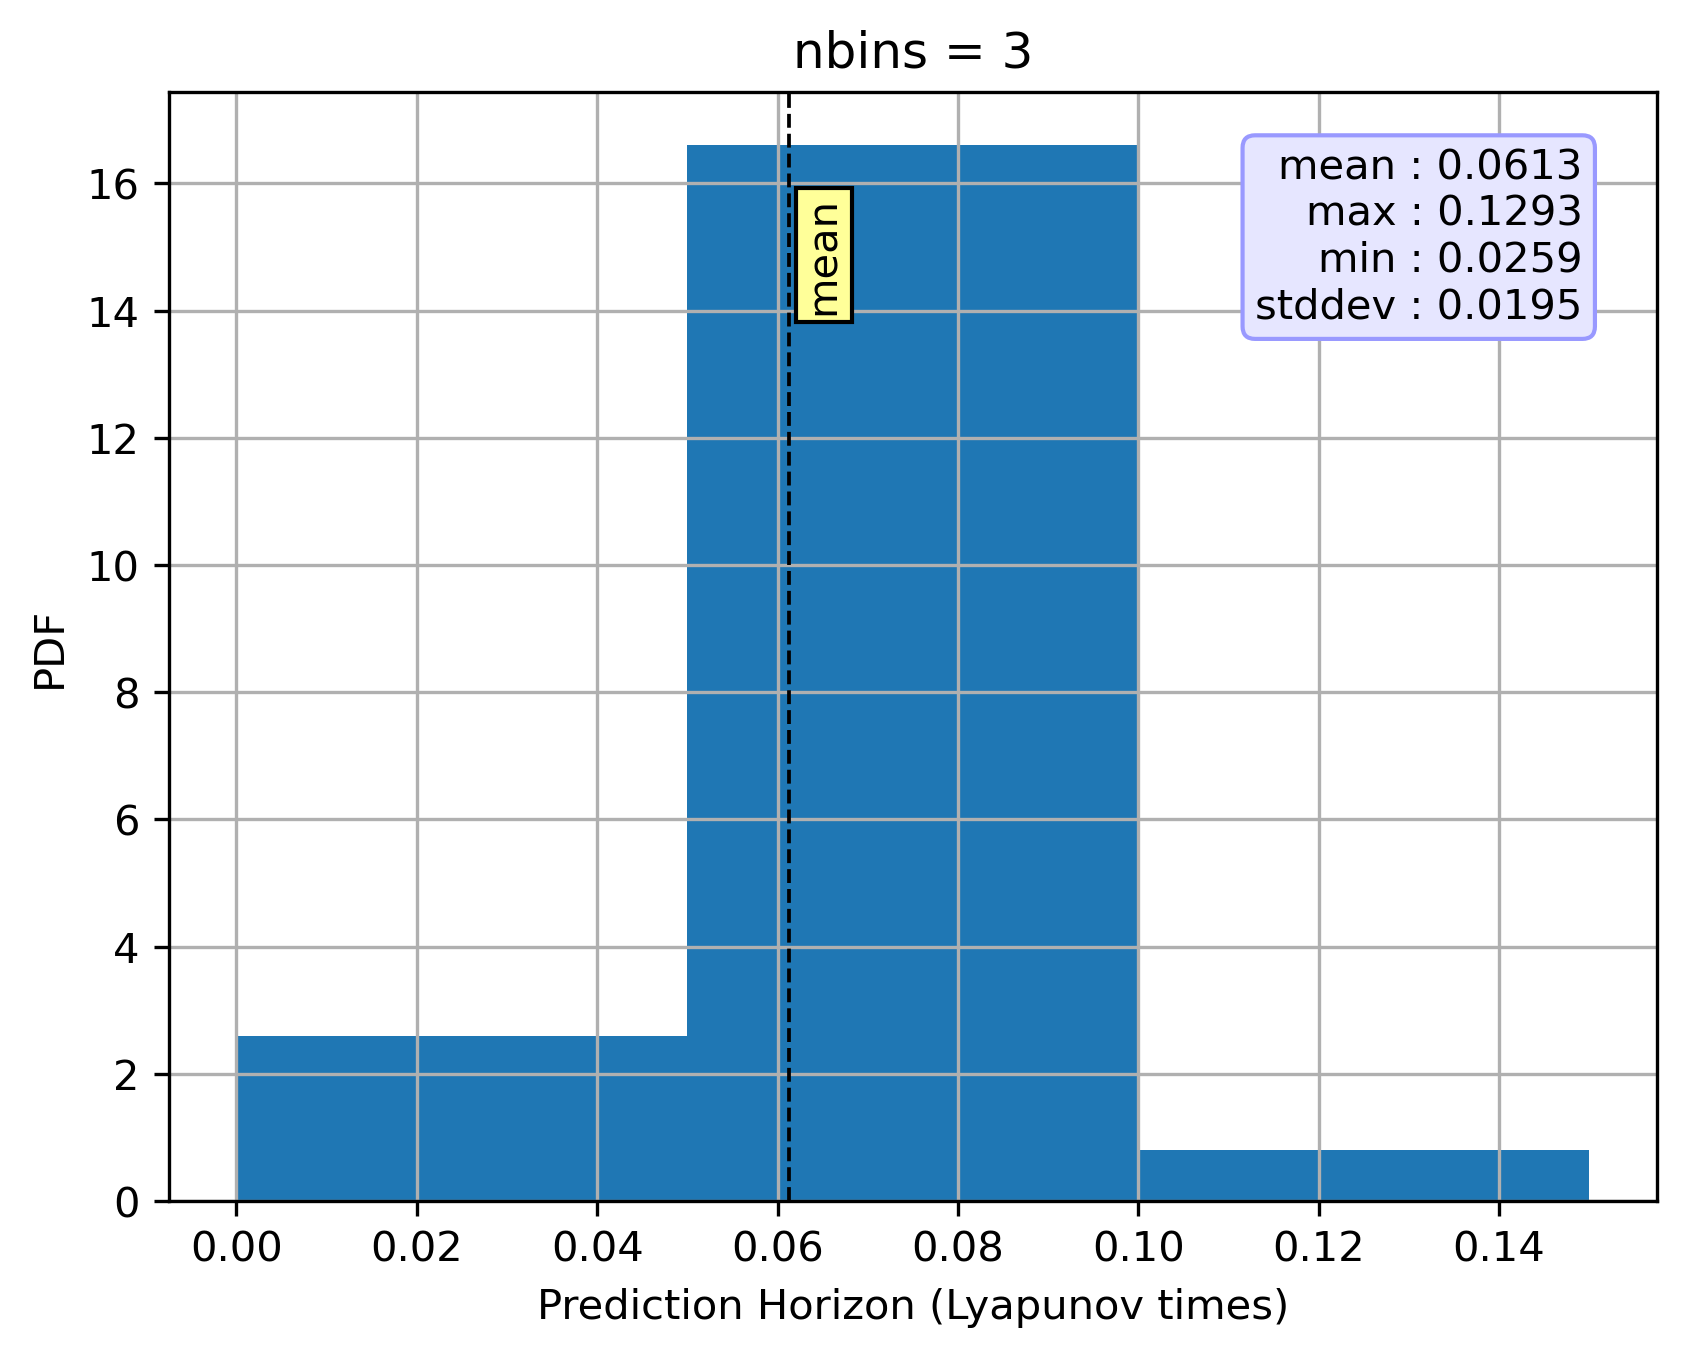 nbins = 3
mean : 0.0613
max : 0.1293
min : 0.0259
stddev : 0.0195
mean
PDF
16
14
12
10
8
6
4
2
0
0.00 0.02 0.04 0.06 0.08 0.10 0.12 0.14
Prediction Horizon (Lyapunov times)